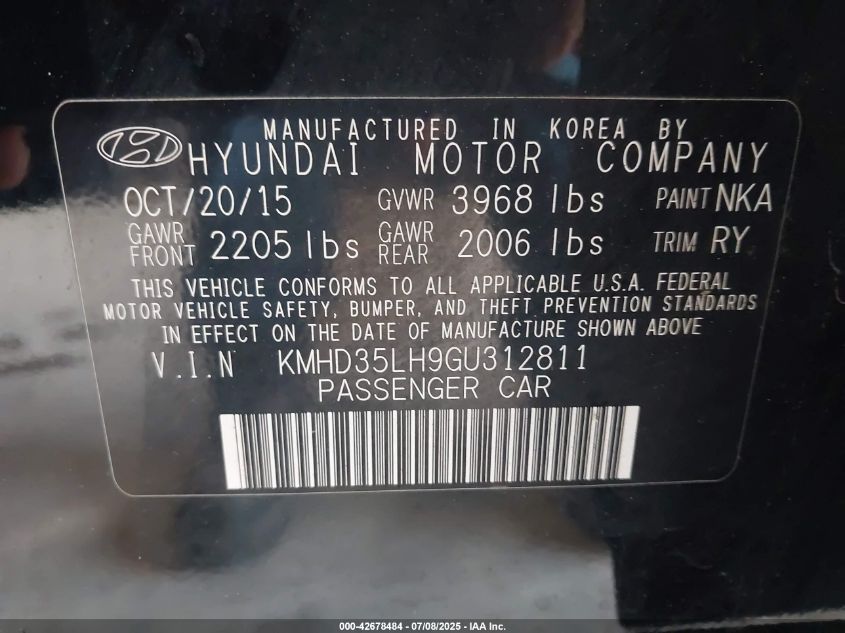 MANUFACTURED IN KOREA BY
HYUNDAI MOTOR COMPANY
OCT/20/15 GVWR 3968 lbs PAINT NKA
GAWR FRONT 2205 lbs GAWR REAR 2006 lbs TRIM RY
THIS VEHICLE CONFORMS TO ALL APPLICABLE U.S.A. FEDERAL
MOTOR VEHICLE SAFETY, BUMPER, AND THEFT PREVENTION STANDARDS
IN EFFECT ON THE DATE OF MANUFACTURE SHOWN ABOVE
V.I.N KMHD35LH9GU312811
PASSENGER CAR
000-42678484 - 07/08/2025 - IAA Inc.